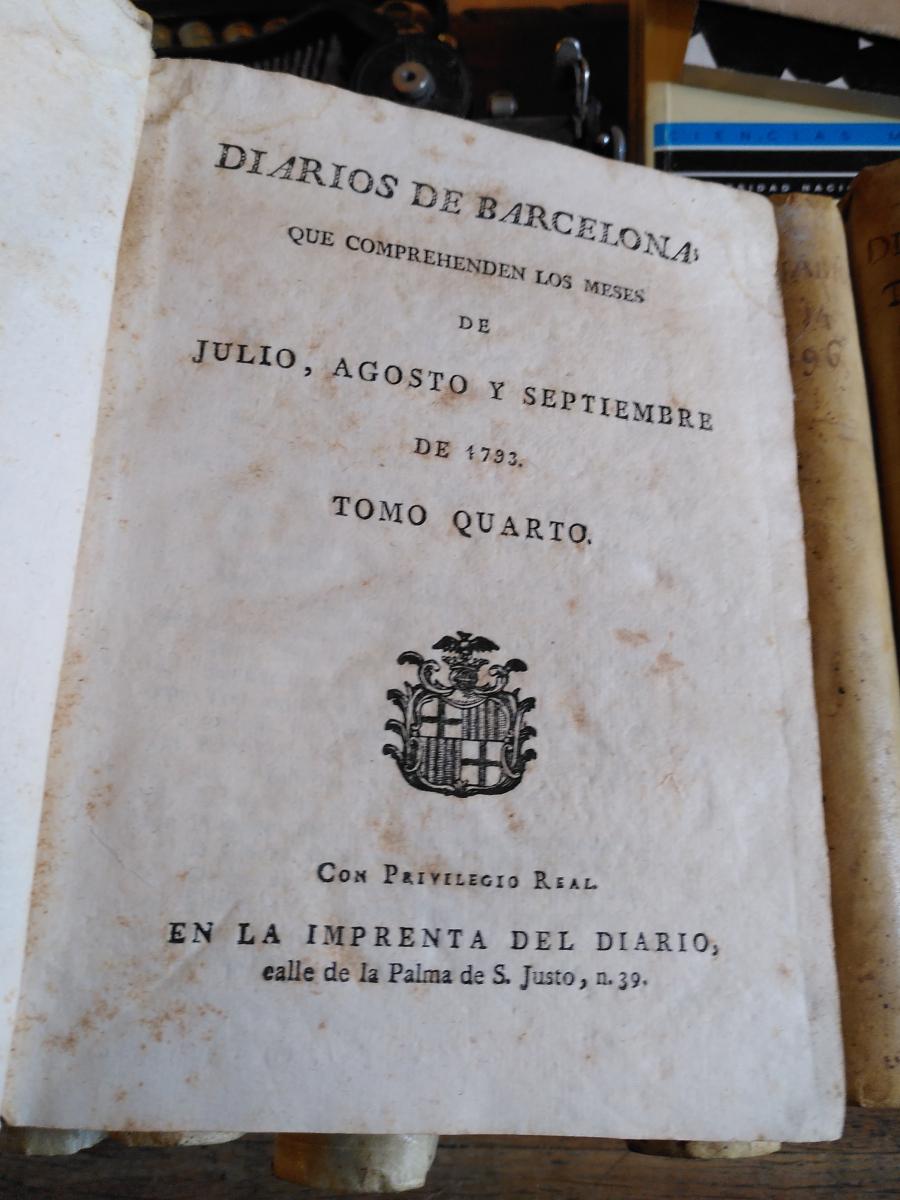 DIARIOS DE BARCELONA,
QUE COMPREHENDEN LOS MESES
DE
JULIO, AGOSTO Y SEPTIEMBRE
DE 1793.
TOMO QUARTO.
CON PRIVILEGIO REAL.
EN LA IMPRENTA DEL DIARIO,
calle de la Palma de S. Justo, n. 39.
CIENCIAS M